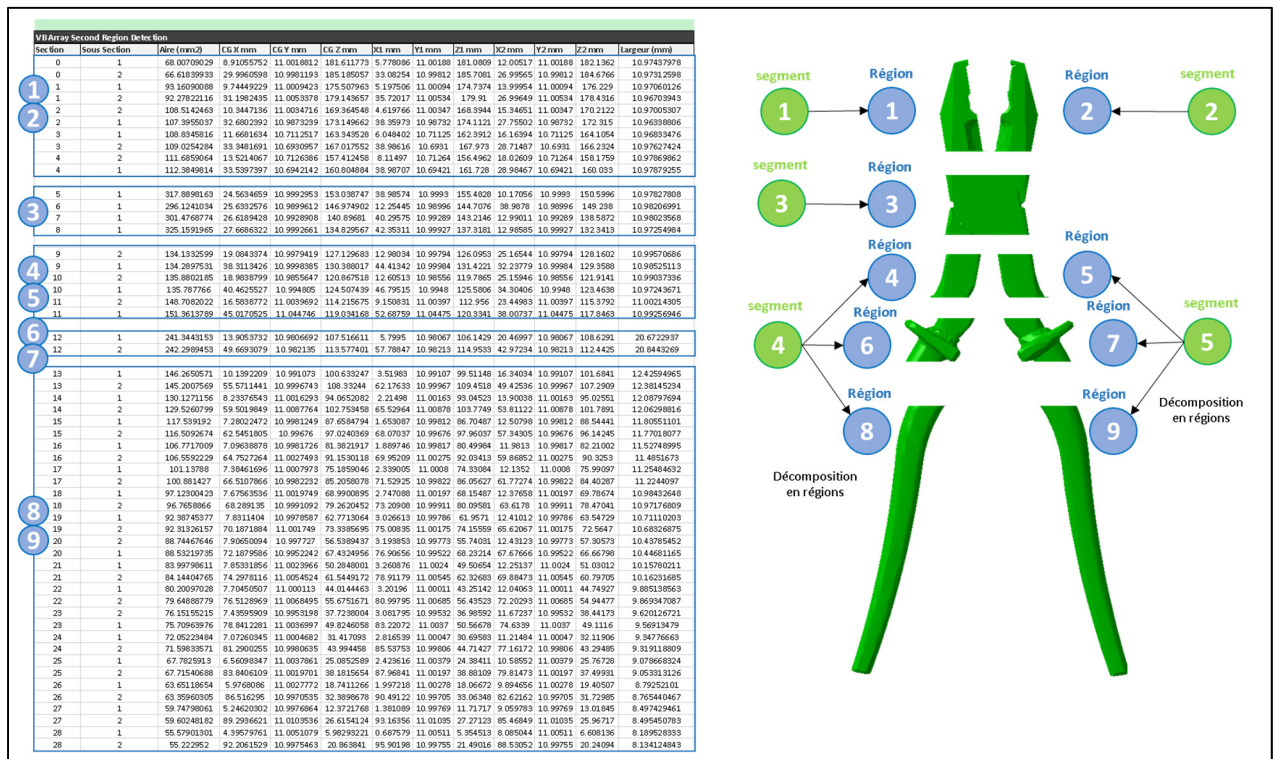 VBArray Second Region Detection
Section Sous Section Aire (mm2) CG X mm CG Y mm CG Z mm X1 mm Y1 mm Z1 mm X2 mm Y2 mm Z2 mm Largeur (mm)
0 1 68.00709029 8.91055752 11.0018812 181.611773 5.778086 11.00188 181.0809 12.00517 11.00188 182.1362 10.97437978
0 2 66.61839933 29.9960598 10.9981193 185.185057 33.08254 10.99812 185.7081 26.99565 10.99812 184.6766 10.97312598
1 1 93.16090088 9.74449229 11.0009423 175.507963 5.197506 11.00094 174.7374 13.99954 11.00094 176.229 10.97060126
1 2 92.27822116 31.1982435 11.0053378 179.143657 35.72017 11.00534 179.91 26.99649 11.00534 178.4316 10.96703943
2 2 108.5142463 10.3447136 11.0034716 169.364548 4.619766 11.00347 168.3994 15.34651 11.00347 170.2122 10.97005307
2 1 107.3955037 32.6802392 10.9873239 173.149662 38.35973 10.98732 174.1121 27.75502 10.98732 172.315 10.96338806
3 1 108.8345816 11.6681634 10.7112517 163.343528 6.048402 10.71125 162.3912 16.16394 10.71125 164.1054 10.96833476
3 2 109.0254284 33.3481691 10.6930957 167.017552 38.98616 10.6931 167.973 28.71487 10.6931 166.2324 10.97627424
4 2 111.6859064 13.5214067 10.7126386 157.412458 8.11497 10.71264 156.4962 18.02609 10.71264 158.1759 10.97869862
4 1 112.3849814 33.5397397 10.6942142 160.804884 38.98707 10.69421 161.728 28.98467 10.69421 160.033 10.97879255
5 1 317.8898163 24.5634659 10.9992953 153.038747 38.98574 10.9993 155.4828 10.17056 10.9993 150.5996 10.97827808
6 1 296.1241034 25.6332576 10.9899612 146.974902 12.25445 10.98996 144.7076 38.9878 10.98996 149.238 10.98206991
7 1 301.4768774 26.6189428 10.9928908 140.89681 40.29575 10.99289 143.2146 12.99011 10.99289 138.5872 10.98023568
8 1 325.1591965 27.6686322 10.9992661 134.829567 42.35311 10.99927 137.3181 12.98585 10.99927 132.3413 10.97254984
9 2 134.1332599 19.0843374 10.9979419 127.129683 12.98034 10.99794 126.0953 25.16544 10.99794 128.1602 10.99570686
9 1 134.2897531 38.3113426 10.9998385 130.388017 44.41342 10.99984 131.4221 32.23779 10.99984 129.3588 10.98525113
10 2 135.8802185 18.9838799 10.9855647 120.867518 12.60513 10.98556 119.7865 25.15946 10.98556 121.9141 10.99037336
10 1 135.787766 40.4625527 10.994805 124.507439 46.79515 10.9948 125.5806 34.30406 10.9948 123.4638 10.97243671
11 2 148.7082022 16.5838772 11.0039692 114.215675 9.150831 11.00397 112.956 23.44983 11.00397 115.3792 11.00214305
11 1 151.3613789 45.0170525 11.044746 119.034168 52.68759 11.04475 120.3341 38.00737 11.04475 117.8463 10.99256946
12 1 241.3443153 13.9053732 10.9806692 107.516611 5.7995 10.98067 106.1429 20.46997 10.98067 108.6291 20.6722937
12 2 242.2989453 49.6693079 10.982135 113.577401 57.78847 10.98213 114.9533 42.97234 10.98213 112.4425 20.8443269
13 1 146.2650571 10.1392209 10.991073 100.633247 3.51983 10.99107 99.51148 16.34034 10.99107 101.6841 12.42594965
13 2 145.2007569 55.5711441 10.9996743 108.33244 62.17633 10.99967 109.4518 49.42536 10.99967 107.2909 12.38145234
14 1 130.1271156 8.23376543 11.0016293 94.0652082 2.21498 11.00163 93.04523 13.90038 11.00163 95.02551 12.08797694
14 2 129.5260799 59.5019849 11.0087764 102.753458 65.52964 11.00878 103.7749 53.81122 11.00878 101.7891 12.06298816
15 1 117.539192 7.28022472 10.9981249 87.6584794 1.653087 10.99812 86.70487 12.50798 10.99812 88.54441 11.80551101
15 2 116.5092674 62.5451805 10.99676 97.0240369 68.07037 10.99676 97.96037 57.34305 10.99676 96.14245 11.77018077
16 1 106.7717009 7.09638878 10.9981726 81.3821917 1.889746 10.99817 80.49984 11.9813 10.99817 82.21002 11.52748995
16 2 106.5592229 64.7527264 11.0027493 91.1530118 69.95209 11.00275 92.03413 59.86852 11.00275 90.3253 11.4851673
17 1 101.13788 7.38461696 11.0007973 75.1859046 2.339005 11.0008 74.33084 12.1352 11.0008 75.99097 11.25484632
17 2 100.881427 66.5107866 10.9982232 85.2058078 71.52925 10.99822 86.05627 61.77274 10.99822 84.40287 11.2244097
18 1 97.12300423 7.67563536 11.0019749 68.9900895 2.747088 11.00197 68.15487 12.37658 11.00197 69.78674 10.98432648
18 2 96.7658866 68.289135 10.9991092 79.2620452 73.20908 10.99911 80.09581 63.6178 10.99911 78.47041 10.97176809
19 1 92.38745377 7.8311404 10.9978587 62.7713064 3.026613 10.99786 61.9571 12.41012 10.99786 63.54729 10.71110203
19 2 92.31326157 70.1871884 11.001749 73.3385695 75.00835 11.00175 74.15559 65.62067 11.00175 72.5647 10.68326875
20 2 88.74467646 7.90650094 10.997727 56.5389437 3.193853 10.99773 55.74031 12.43123 10.99773 57.30573 10.43785452
20 1 88.53219735 72.1879586 10.9952242 67.4324956 76.90656 10.99522 68.23214 67.67666 10.99522 66.66798 10.44681165
21 1 83.99798611 7.85331856 11.0023966 50.2848001 3.260876 11.0024 49.50654 12.25137 11.0024 51.03012 10.15780211
21 2 84.14404765 74.2978116 11.0054524 61.5449172 78.91179 11.00545 62.32683 69.88473 11.00545 60.79705 10.16231685
22 1 80.20097028 7.70450507 11.000113 44.0144463 3.20196 11.00011 43.25142 12.04063 11.00011 44.74927 9.885138563
22 2 79.64888779 76.5128969 11.0068495 55.6751671 80.99795 11.00685 56.43523 72.20293 11.00685 54.94477 9.869347087
23 2 76.15155215 7.43595909 10.9953198 37.7238004 3.081795 10.99532 36.98592 11.67237 10.99532 38.44173 9.620126721
23 1 75.70963976 78.8412281 11.0036997 49.8246058 83.22072 11.0037 50.56678 74.6339 11.0037 49.1116 9.56913479
24 1 72.05223484 7.07260345 11.0004682 31.417093 2.816539 11.00047 30.69583 11.21484 11.00047 32.11906 9.34776663
24 2 71.59833571 81.2900255 10.9980635 43.994458 85.53753 10.99806 44.71427 77.16172 10.99806 43.29485 9.319118809
25 1 67.7825913 6.56098347 11.0037861 25.0852589 2.423616 11.00379 24.38411 10.58552 11.00379 25.76728 9.078668324
25 2 67.71540688 83.8406109 11.0019701 38.1815654 87.96841 11.00197 38.88109 79.81473 11.00197 37.49931 9.053313126
26 1 63.65118654 5.9768086 11.0027772 18.7411266 1.997218 11.00278 18.06672 9.894656 11.00278 19.40507 8.79252101
26 2 63.35960305 86.516295 10.9970535 32.3898678 90.49122 10.99705 33.06348 82.62162 10.99705 31.72985 8.765440467
27 1 59.74798061 5.24620302 10.9976864 12.3721768 1.381089 10.99769 11.71717 9.059783 10.99769 13.01845 8.497429461
27 2 59.60248182 89.2936621 11.0103536 26.6154124 93.16356 11.01035 27.27123 85.46849 11.01035 25.96717 8.495450783
28 1 55.57901301 4.39579761 11.0051079 5.98293221 0.687579 11.00511 5.354513 8.085044 11.00511 6.608136 8.189528333
28 2 55.222952 92.2061529 10.9975463 20.863841 95.90198 10.99755 21.49016 88.53052 10.99755 20.24094 8.134124843
1
2
3
4
5
6
7
8
9
segment Région Région segment
1 1 2 2
segment Région
3 3
Région Région
4 5
segment Région Région segment
4 6 7 5
Région Région
8 9
Décomposition
en régions
Décomposition
en régions